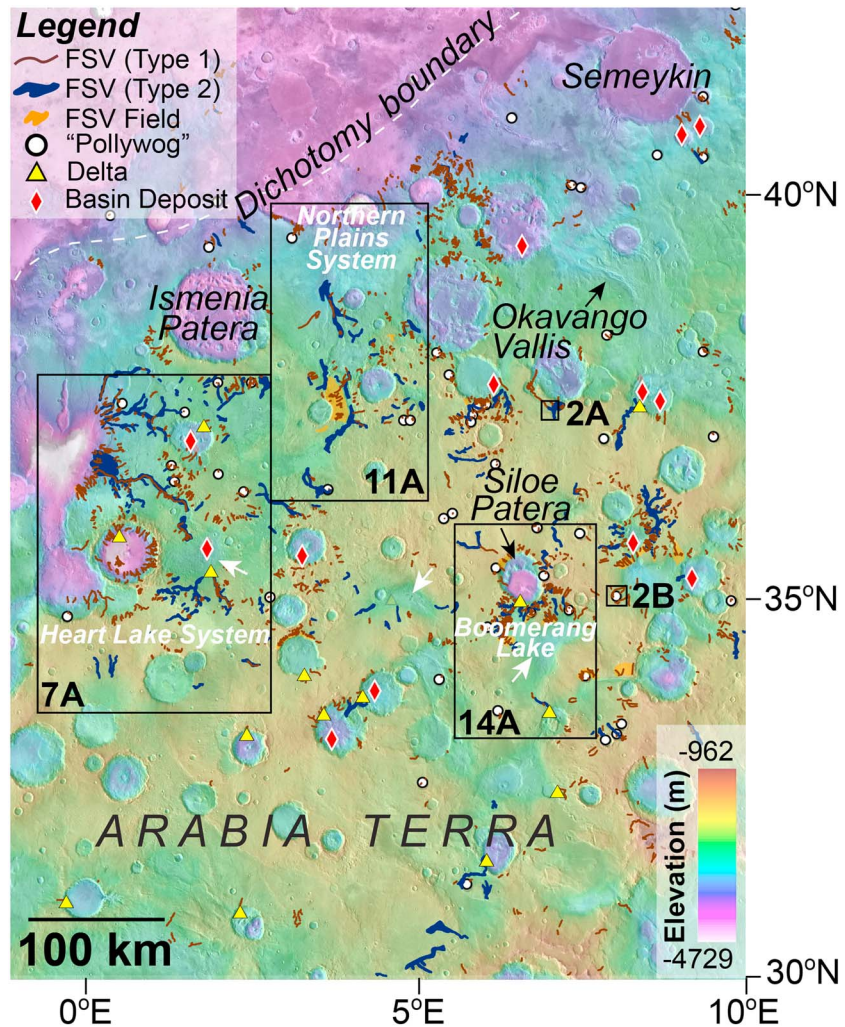 Legend
FSV (Type 1)
FSV (Type 2)
FSV Field
“Pollywog”
Delta
Basin Deposit
Dichotomy boundary
Semeykin
40°N
Northern
Plains
System
Ismenia
Patera
Okavango
Vallis
2A
11A
Siloe
Patera
35°N
2B
Heart Lake System
Boomerang
Lake
7A
14A
-962
Elevation (m)
-4729
ARABIA TERRA
100 km
30°N
0°E
5°E
10°E